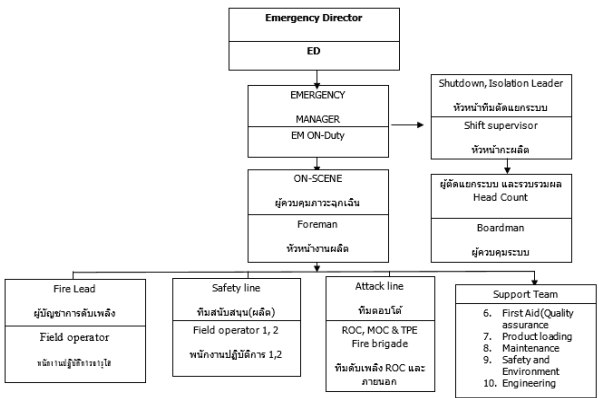 Emergency Director
ED
EMERGENCY
MANAGER
EM ON-Duty
Shutdown, Isolation Leader
หัวหน้าทีมตัดแยกระบบ
Shift supervisor
หัวหน้ากะผลิต
ON-SCENE
ผู้ควบคุมภาวะฉุกเฉิน
Foreman
หัวหน้างานผลิต
ผู้ตัดแยกระบบ และรวบรวมผล
Head Count
Boardman
ผู้ควบคุมระบบ
Fire Lead
ผู้บัญชาการดับเพลิง
Field operator
Safety line
ทีมสนับสนุน(ผลิต)
Field operator 1, 2
พนักงานปฏิบัติการ 1,2
Attack line
ทีมตอบโต้
ROC, MOC & TPE
Fire brigade
ทีมดับเพลิง ROC และ
ภายนอก
Support Team
6. First Aid(Quality
assurance
7. Product loading
8. Maintenance
9. Safety and
Environment
10. Engineering